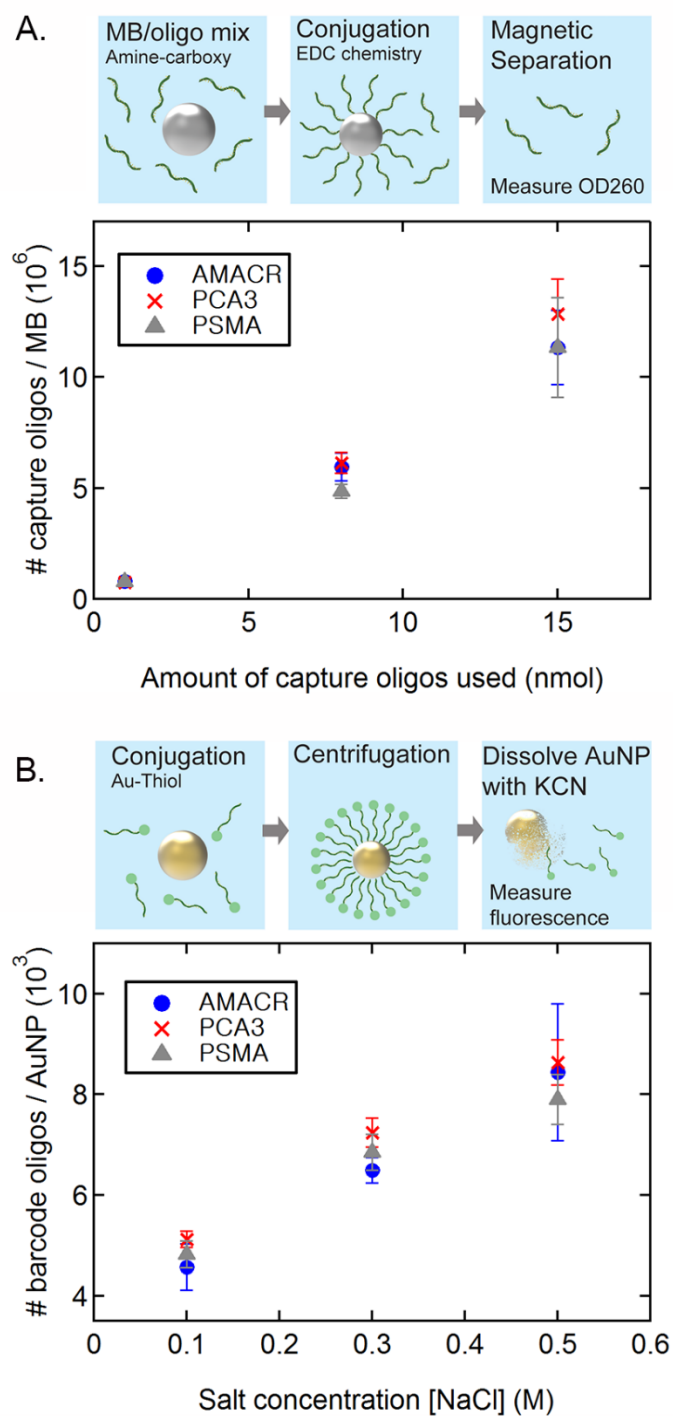 A.
MB/oligo mix
Amine-carboxy
Conjugation
EDC chemistry
Magnetic
Separation
Measure OD260
# capture oligos / MB (10⁶)
15
10
5
0
AMACR
PCA3
PSMA
0 5 10 15
Amount of capture oligos used (nmol)
B.
Conjugation
Au-Thiol
Centrifugation
Dissolve AuNP
with KCN
Measure
fluorescence
# barcode oligos / AuNP (10³)
10
8
6
4
AMACR
PCA3
PSMA
0 0.1 0.2 0.3 0.4 0.5 0.6
Salt concentration [NaCl] (M)